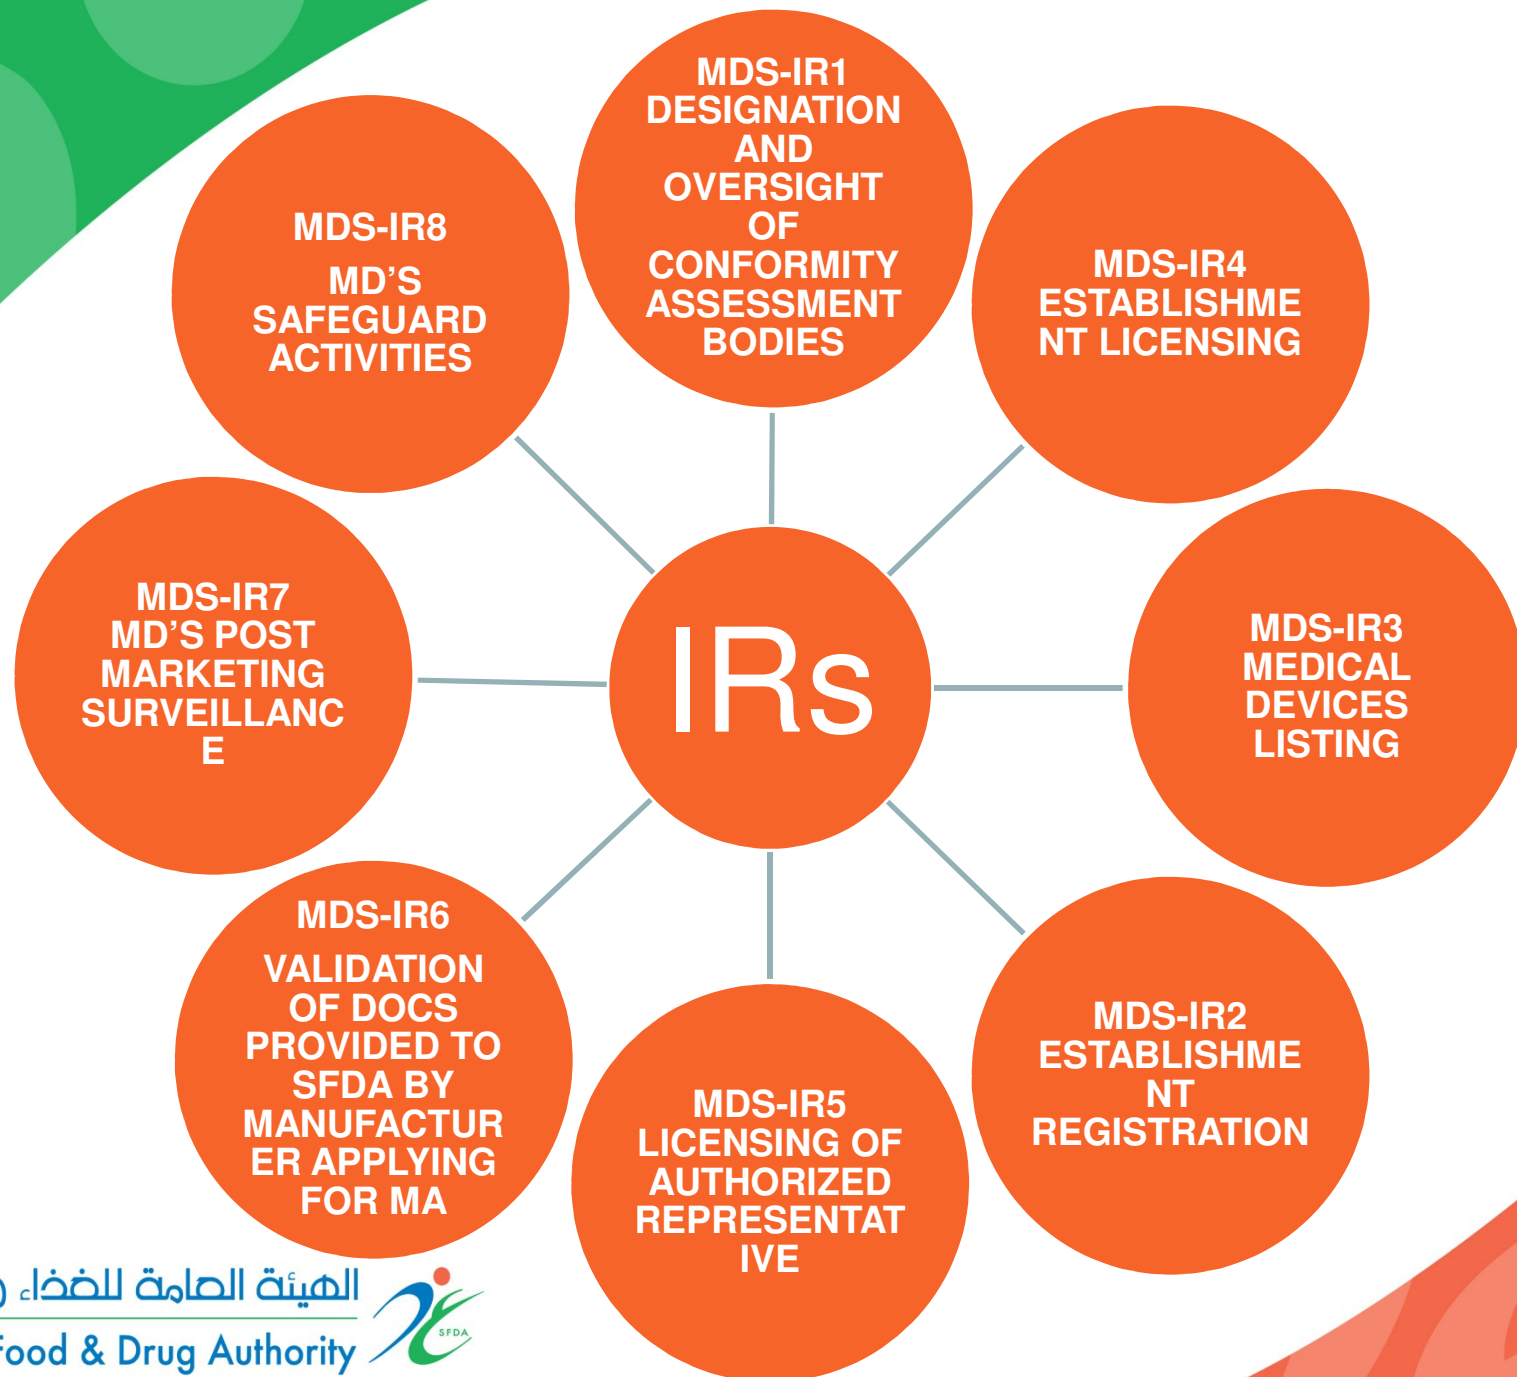 MDS-IR1
DESIGNATION
AND
OVERSIGHT
OF
CONFORMITY
ASSESSMENT
BODIES
MDS-IR4
ESTABLISHME
NT LICENSING
MDS-IR3
MEDICAL
DEVICES
LISTING
MDS-IR2
ESTABLISHME
NT
REGISTRATION
MDS-IR5
LICENSING OF
AUTHORIZED
REPRESENTAT
IVE
MDS-IR6
VALIDATION
OF DOCS
PROVIDED TO
SFDA BY
MANUFACTUR
ER APPLYING
FOR MA
MDS-IR7
MD’S POST
MARKETING
SURVEILLANC
E
MDS-IR8
MD’S
SAFEGUARD
ACTIVITIES
IRs
الهيئة العامة للغذاء و
Food & Drug Authority
SFDA